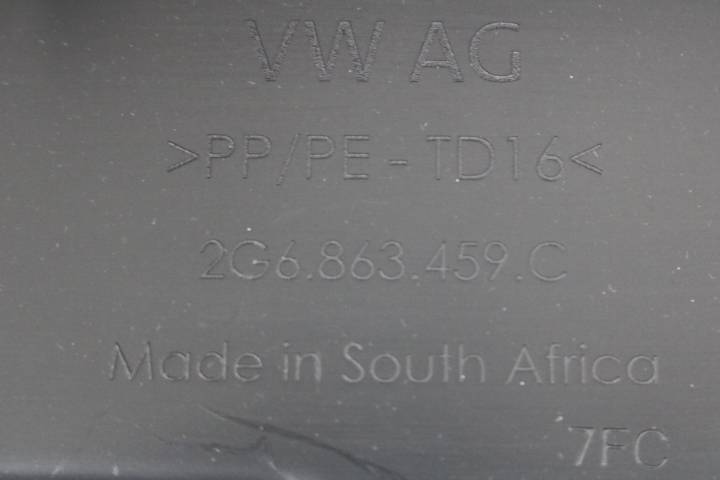 VW AG
>PP/PE-TD16<
2G6.863.459.C
Made in South Africa
7FC